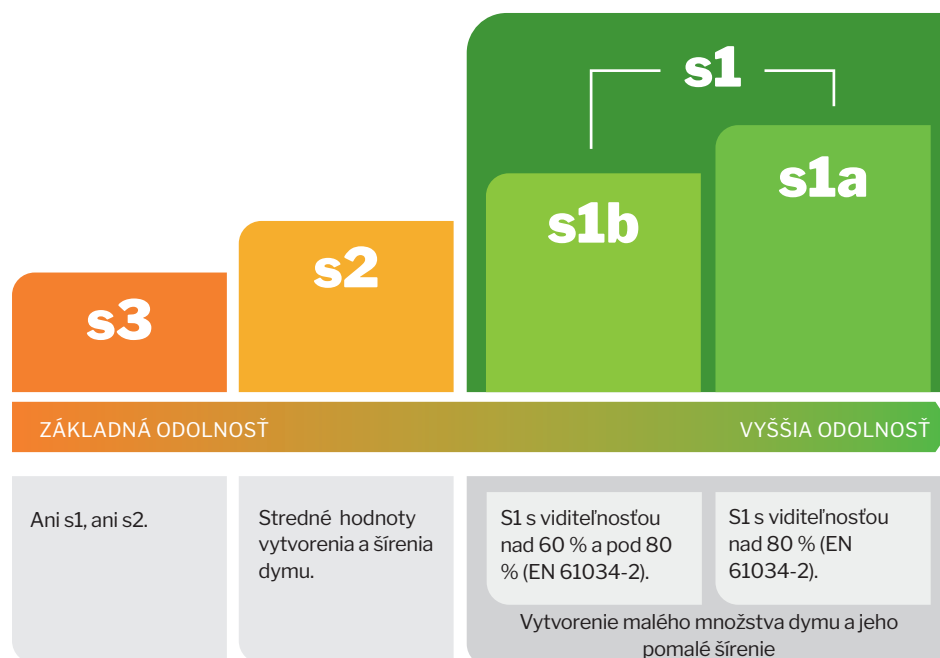 s1
s1a
s1b
s2
s3
ZÁKLADNÁ ODOLNOSŤ
VYŠŠIA ODOLNOSŤ
Ani s1, ani s2.
Stredné hodnoty
vytvorenia a šírenia
dymu.
S1 s viditeľnosťou
nad 60 % a pod 80
% (EN 61034-2).
S1 s viditeľnosťou
nad 80 % (EN
61034-2).
Vytvorenie malého množstva dymu a jeho
pomalé šírenie